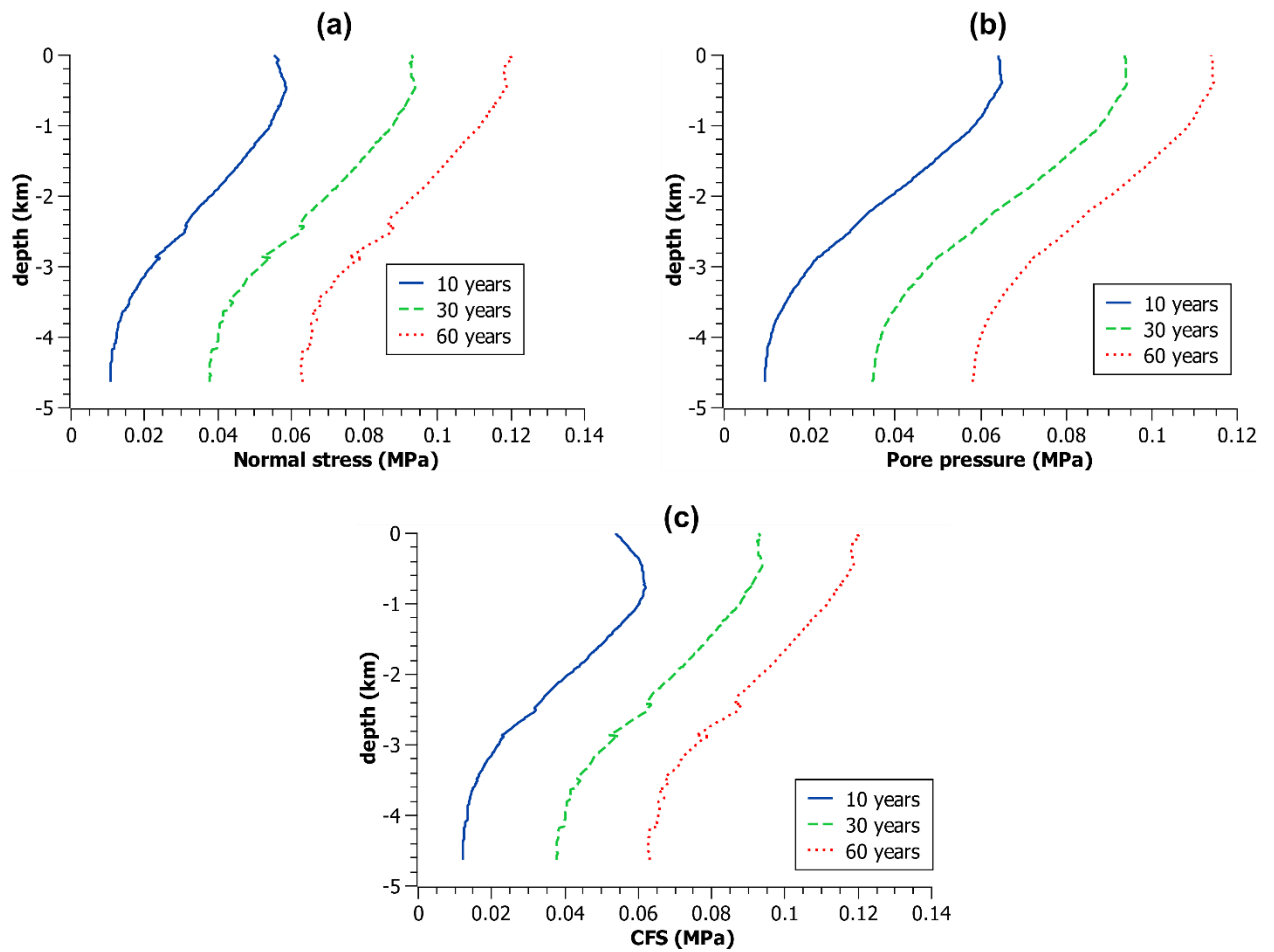 (a)
0
-1
-2
-3
-4
-5
depth (km)
10 years
30 years
60 years
0 0.02 0.04 0.06 0.08 0.1 0.12 0.14
Normal stress (MPa)
(b)
0
-1
-2
-3
-4
-5
depth (km)
10 years
30 years
60 years
0 0.02 0.04 0.06 0.08 0.1 0.12
Pore pressure (MPa)
(c)
0
-1
-2
-3
-4
-5
depth (km)
10 years
30 years
60 years
0 0.02 0.04 0.06 0.08 0.1 0.12 0.14
CFS (MPa)